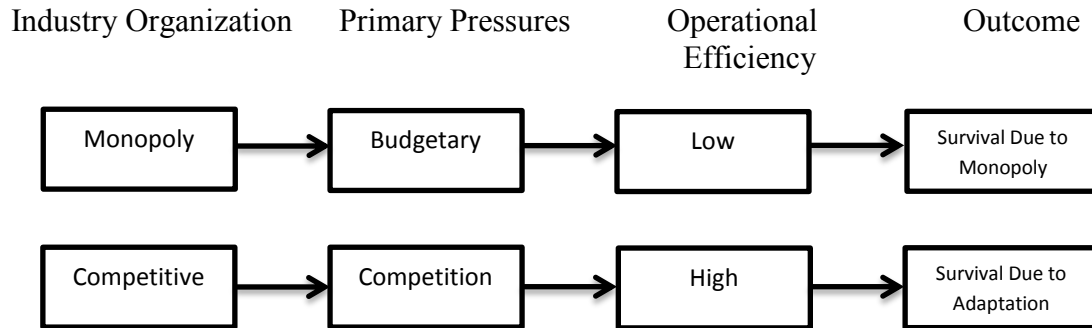 Industry Organization Primary Pressures Operational Outcome
Efficiency
Monopoly Budgetary Low Survival Due to
Monopoly
Competitive Competition High Survival Due to
Adaptation